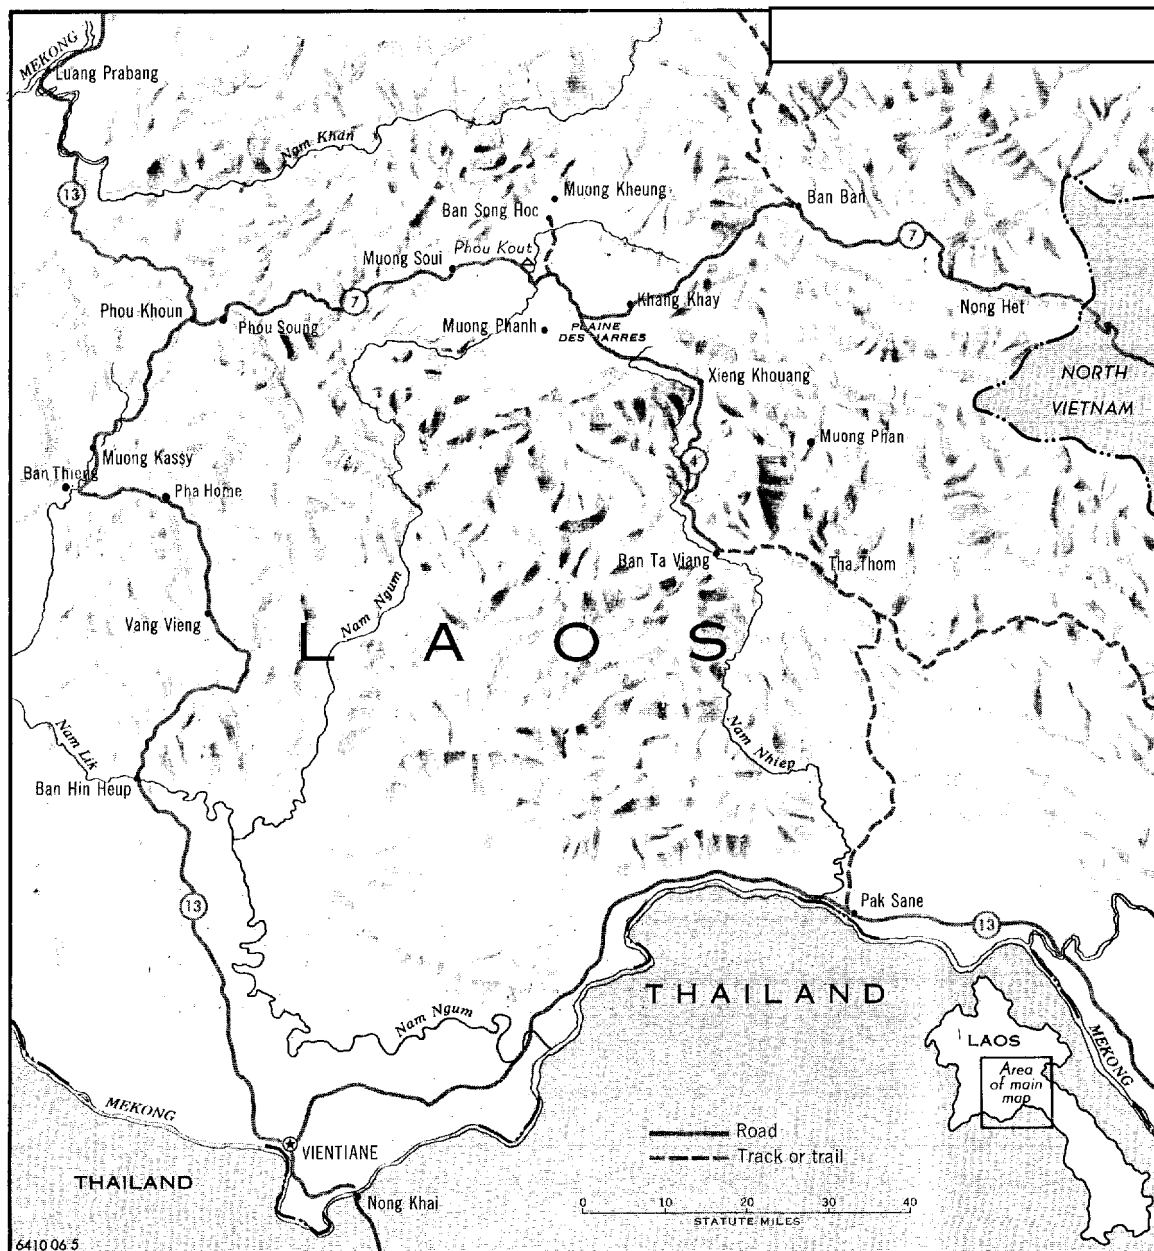 MEKONG
Luang Prabang
Nam Khan
13
Muong Kheung
Ban Song Hoc
Ban Ban
Phou Kout
7
Muong Soui
7
Khang Khay
Nong Het
Phou Khoun
Phou Soung
Muong Phanh
PLAINE
DES JARRES
Xieng Khouang
NORTH
VIETNAM
Muong Phan
Muong Kassy
Ban Thieng
Pha Home
4
Ban Ta Viang
Tha Thom
Nam Ngum
Vang Vieng
LAOS
Nam Lik
Nam Nhiep
Ban Hin Heup
13
Pak Sane
13
THAILAND
Nam Ngum
LAOS
Area
of main
map
MEKONG
MEKONG
Road
Track or trail
VIENTIANE
THAILAND
Nong Khai
0 10 20 30 40
STATUTE MILES
6410 06 5